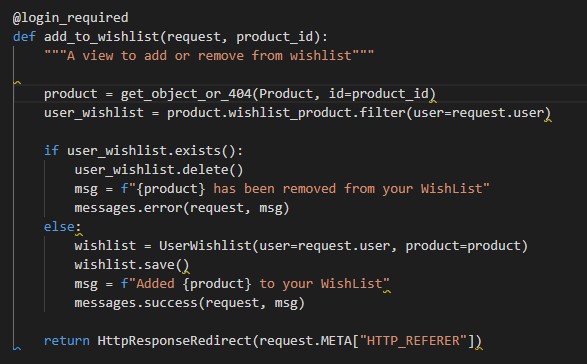 @login_required
def add_to_wishlist(request, product_id):
    """A view to add or remove from wishlist"""
    product = get_object_or_404(Product, id=product_id)
    user_wishlist = product.wishlist_product.filter(user=request.user)
    if user_wishlist.exists():
        user_wishlist.delete()
        msg = f"{product} has been removed from your WishList"
        messages.error(request, msg)
    else:
        wishlist = UserWishlist(user=request.user, product=product)
        wishlist.save()
        msg = f"Added {product} to your WishList"
        messages.success(request, msg)
    return HttpResponseRedirect(request.META["HTTP_REFERER"])